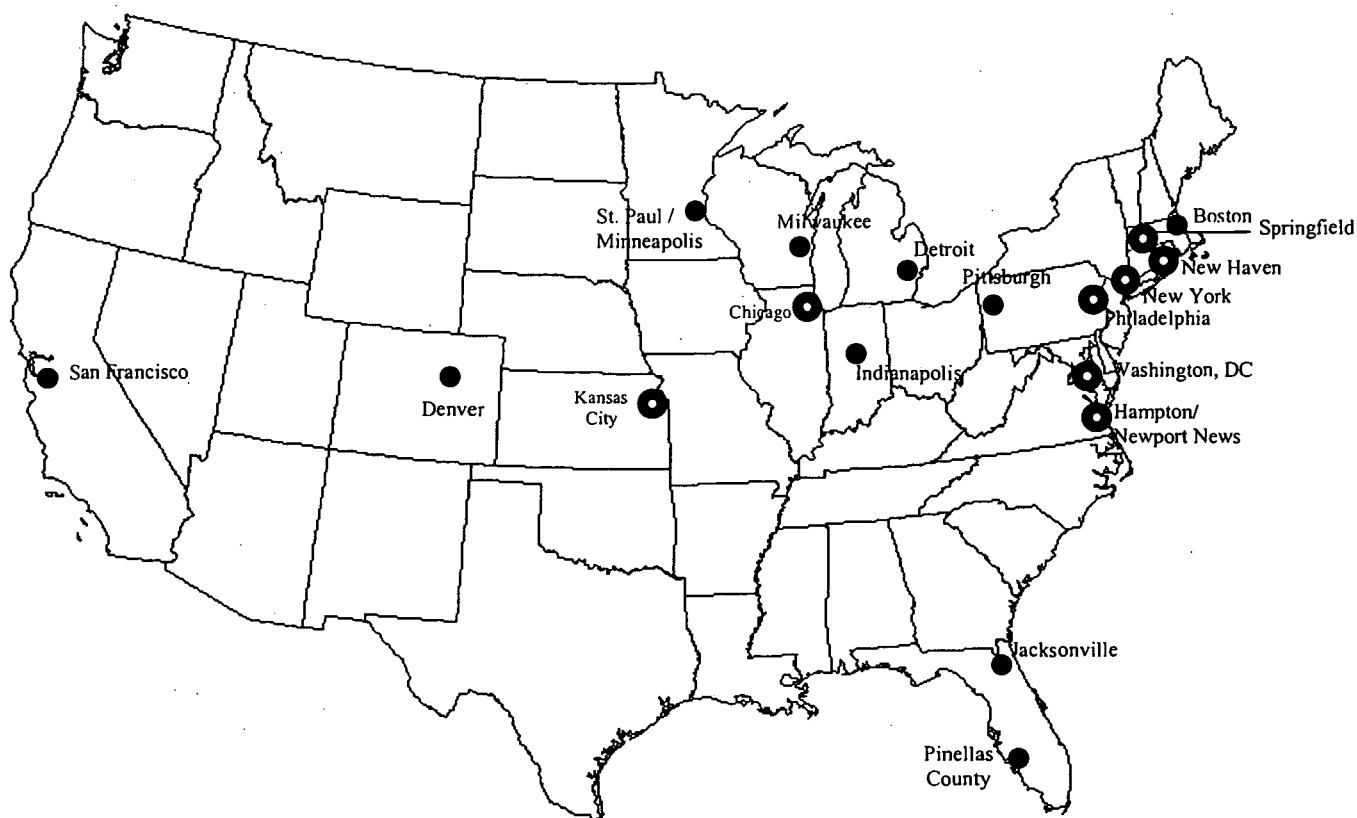 St. Paul /
Minneapolis
Milwaukee
Detroit
Boston
Springfield
Pittsburgh
New Haven
New York
Chicago
Philadelphia
San Francisco
Indianapolis
Washington, DC
Denver
Kansas
City
Hampton/
Newport News
Jacksonville
Pinellas
County